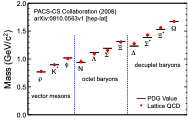 PACS-CS Collaboration (2008)
arXiv:0810.0563v1 [hep-lat]
decuplet baryons
octet baryons
vector mesons
Mass (GeV/c²)
2.0
1.5
1.0
0.5
0.0
ρ K* ϕ N Λ Σ Ξ Δ Σ* Ξ* Ω
PDG Value
Lattice QCD